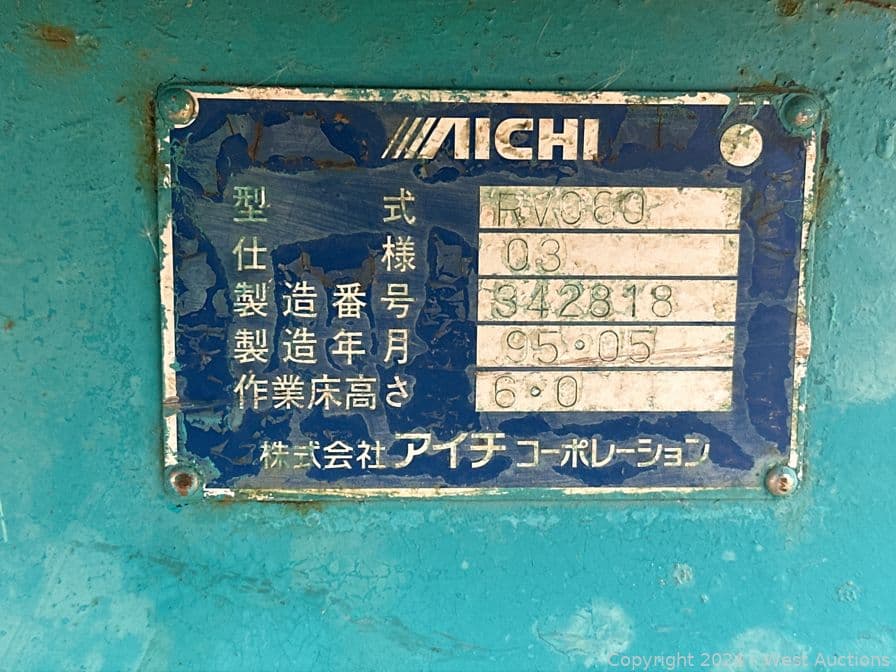 AICHI
型式 RV060
仕様 03
製造番号 342818
製造年月 95・05
作業床高さ 6・0
株式会社 アイチ コーポレーション
Copyright 2024 West Auctions